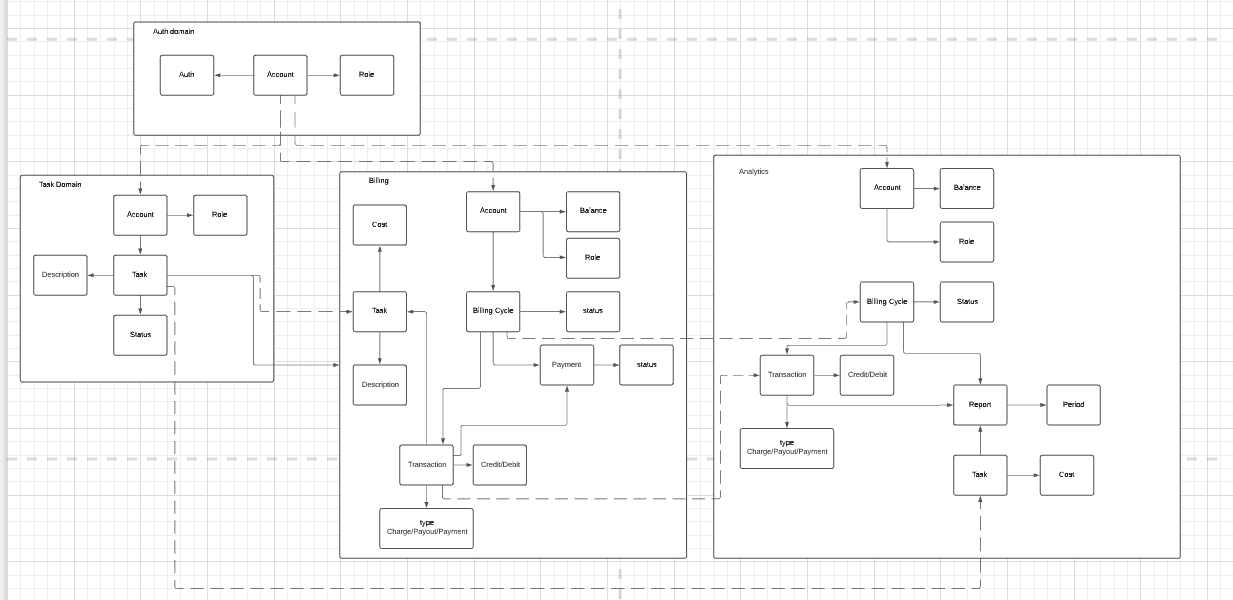 Auth domain
Auth
Account
Role
Task Domain
Account
Role
Description
Task
Status
Billing
Cost
Account
Balance
Role
Task
Billing Cycle
status
Payment
status
Description
Transaction
Credit/Debit
type
Charge/Payout/Payment
Analytics
Account
Balance
Role
Billing Cycle
Status
Transaction
Credit/Debit
Report
Period
type
Charge/Payout/Payment
Task
Cost